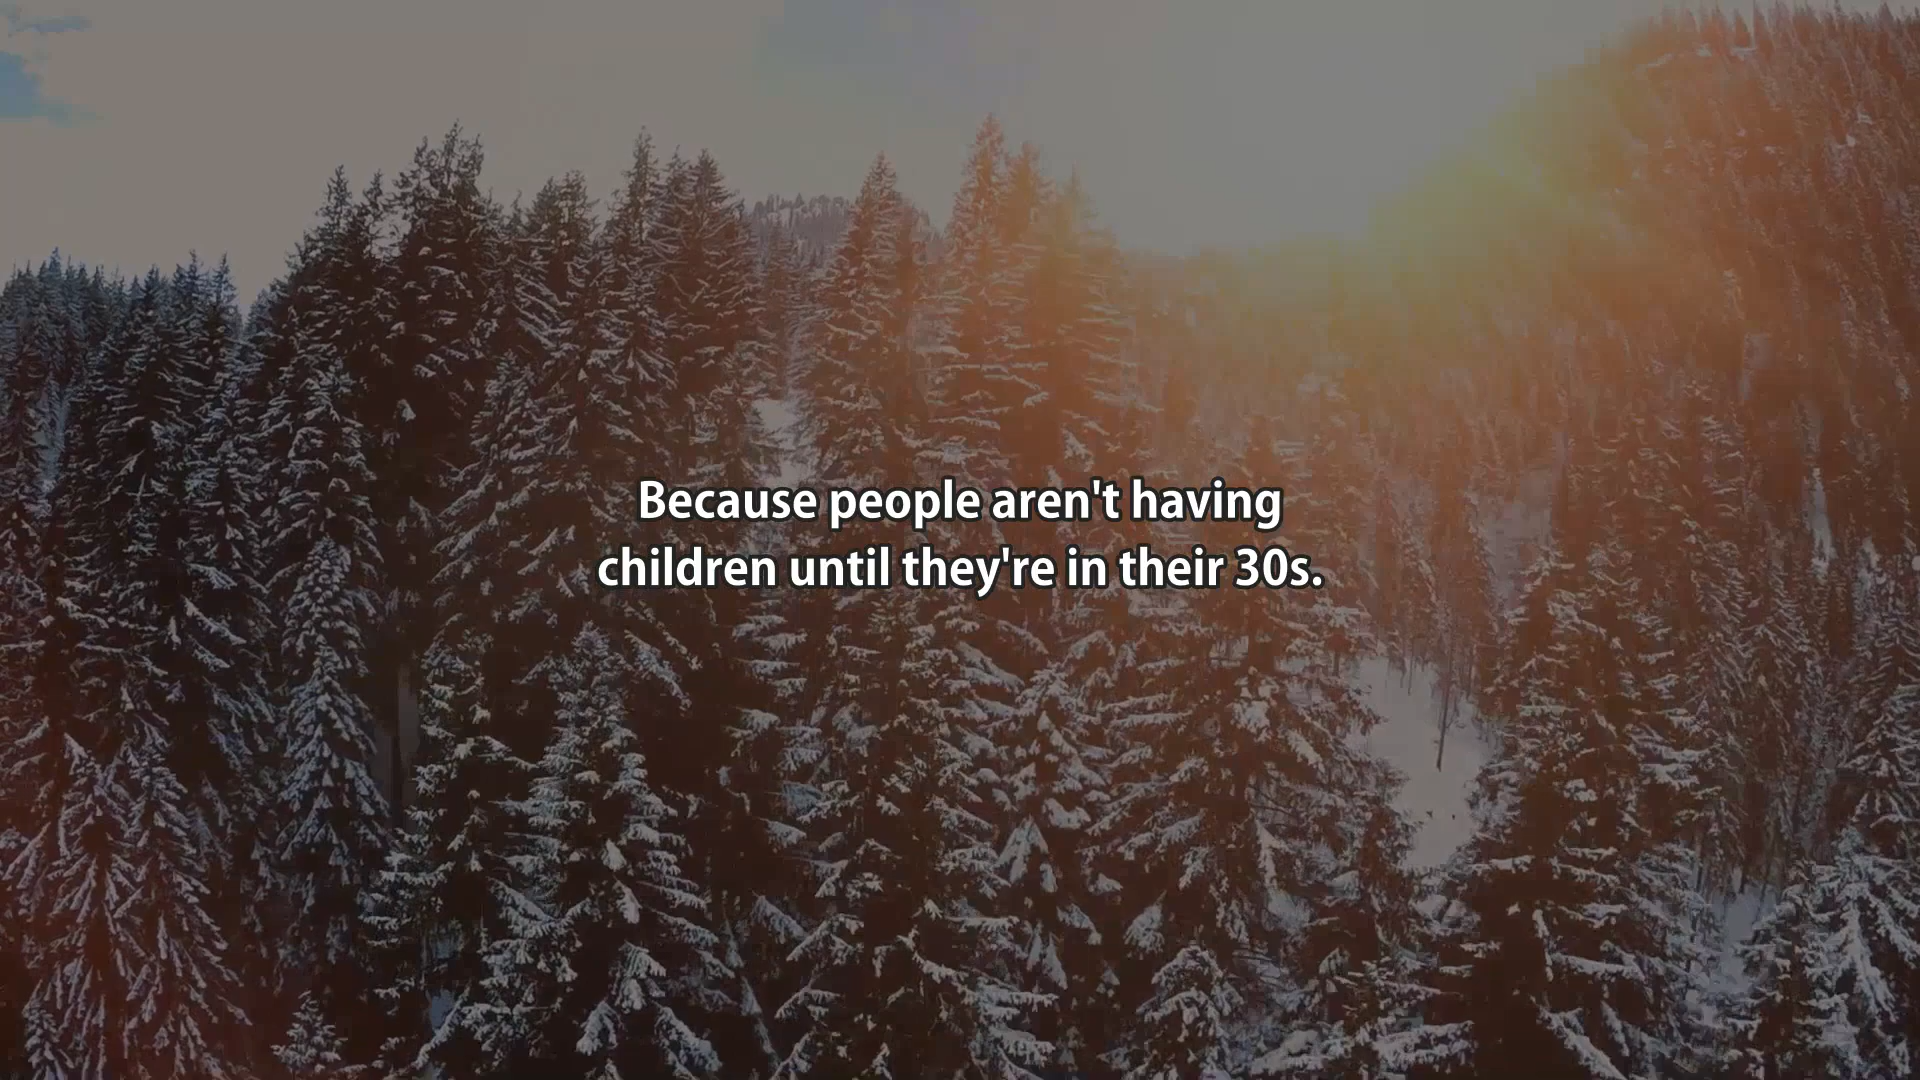 Because people aren't having
children until they're in their 30s.